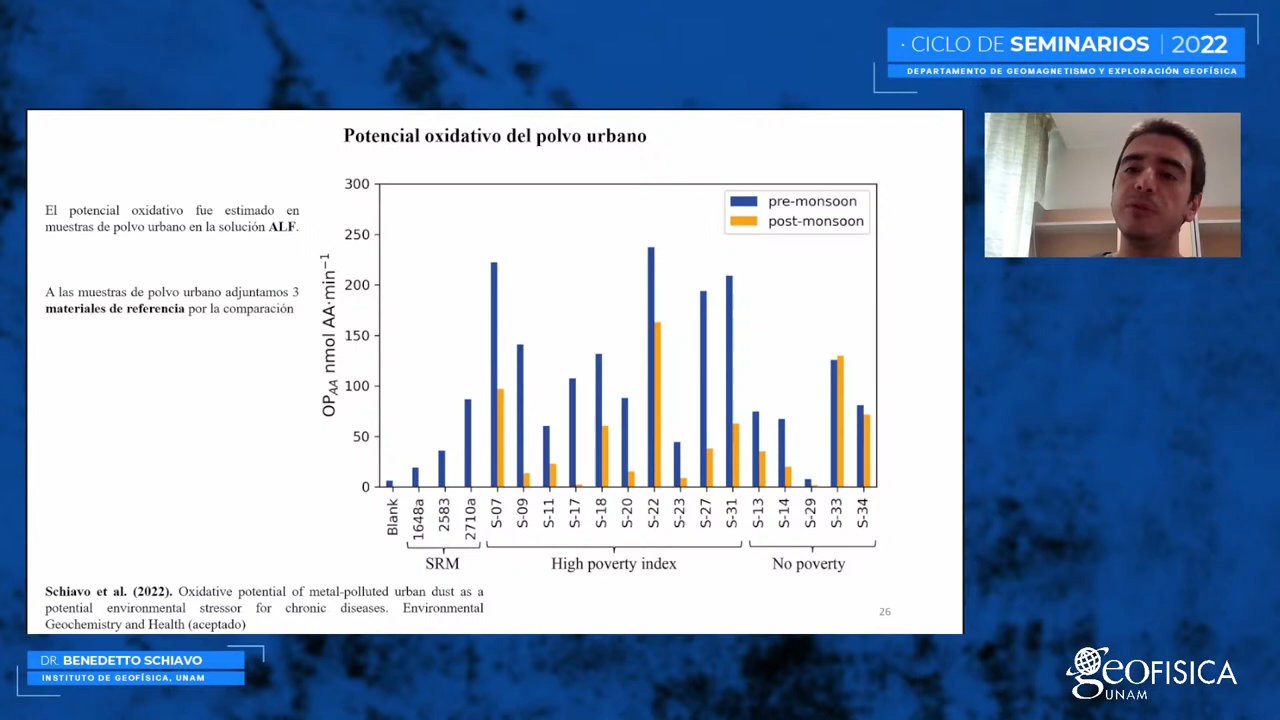 · CICLO DE SEMINARIOS | 2022
DEPARTAMENTO DE GEOMAGNETISMO Y EXPLORACIÓN GEOFÍSICA
Potencial oxidativo del polvo urbano
El potencial oxidativo fue estimado en
muestras de polvo urbano en la solución ALF.
A las muestras de polvo urbano adjuntamos 3
materiales de referencia por la comparación
OP_AA nmol AA·min⁻¹
300
250
200
150
100
50
0
pre-monsoon
post-monsoon
Blank
1648a
2583
2710a
S-07
S-09
S-11
S-17
S-18
S-20
S-22
S-23
S-27
S-31
S-13
S-14
S-29
S-33
S-34
SRM
High poverty index
No poverty
Schiavo et al. (2022). Oxidative potential of metal-polluted urban dust as a
potential environmental stressor for chronic diseases. Environmental
Geochemistry and Health (aceptado)
26
DR. BENEDETTO SCHIAVO
INSTITUTO DE GEOFÍSICA, UNAM
GEOFISICA
UNAM